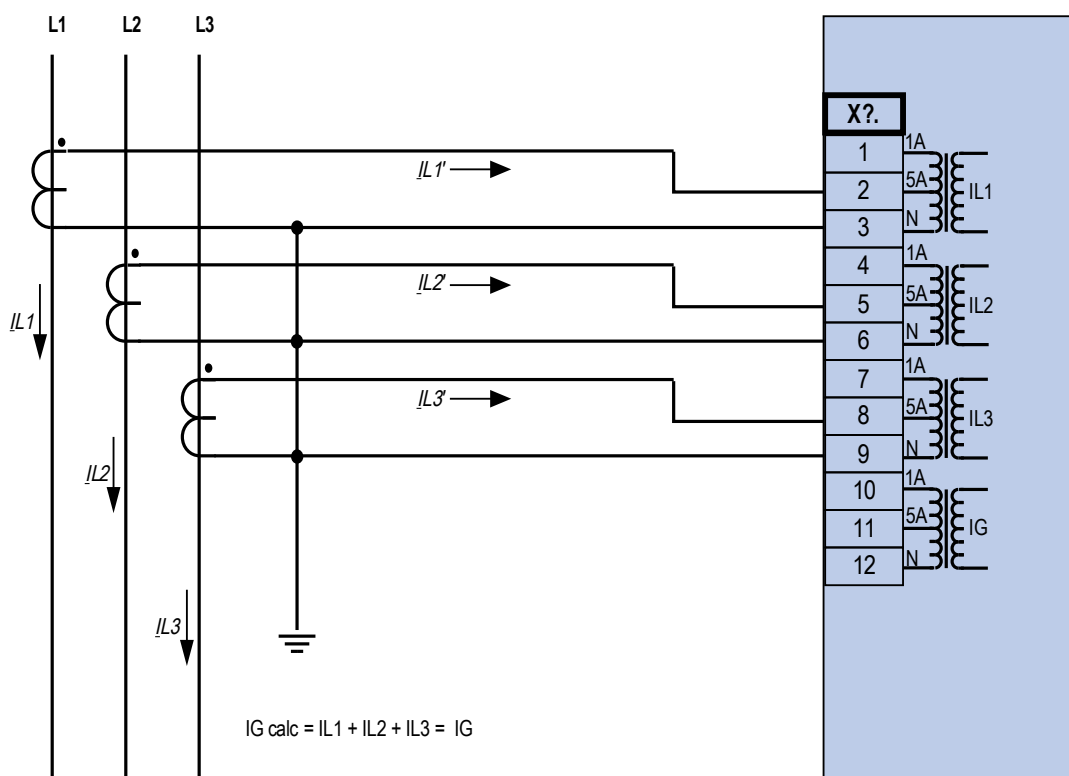 L1 L2 L3
X?.
1 1A
IL1'
2 5A IL1
3 N
4 1A
IL2'
5 5A IL2
IL1
6 N
7 1A
IL3'
8 5A IL3
9 N
IL2
10 1A
11 5A IG
12 N
IL3
IG calc = IL1 + IL2 + IL3 = IG